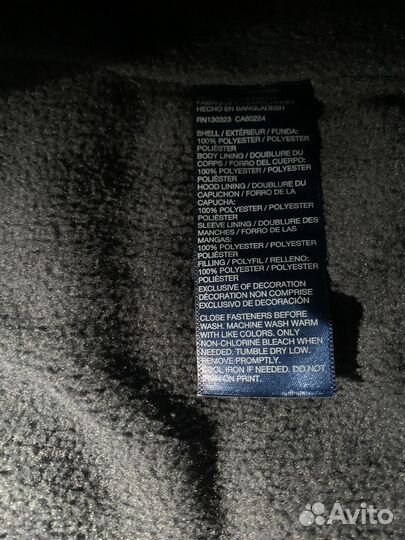 HECHO EN BANGLADESH
RN130323 CA60224
SHELL / EXTÉRIEUR / FUNDA:
100% POLYESTER / POLYESTER /
POLIÉSTER
BODY LINING / DOUBLURE DU
CORPS / FORRO DEL CUERPO:
100% POLYESTER / POLYESTER /
POLIÉSTER
HOOD LINING / DOUBLURE DU
CAPUCHON / FORRO DE LA
CAPUCHA:
100% POLYESTER / POLYESTER /
POLIÉSTER
SLEEVE LINING / DOUBLURE DES
MANCHES / FORRO DE LAS
MANGAS:
100% POLYESTER / POLYESTER /
POLIÉSTER
FILLING / POLYFIL / RELLENO:
100% POLYESTER / POLYESTER /
POLIÉSTER
EXCLUSIVE OF DECORATION
DÉCORATION NON COMPRISE
EXCLUSIVO DE DECORACIÓN
CLOSE FASTENERS BEFORE
WASH. MACHINE WASH WARM
WITH LIKE COLORS. ONLY
NON-CHLORINE BLEACH WHEN
NEEDED. TUMBLE DRY LOW.
REMOVE PROMPTLY.
COOL IRON IF NEEDED. DO NOT
IRON ON PRINT.
Avito